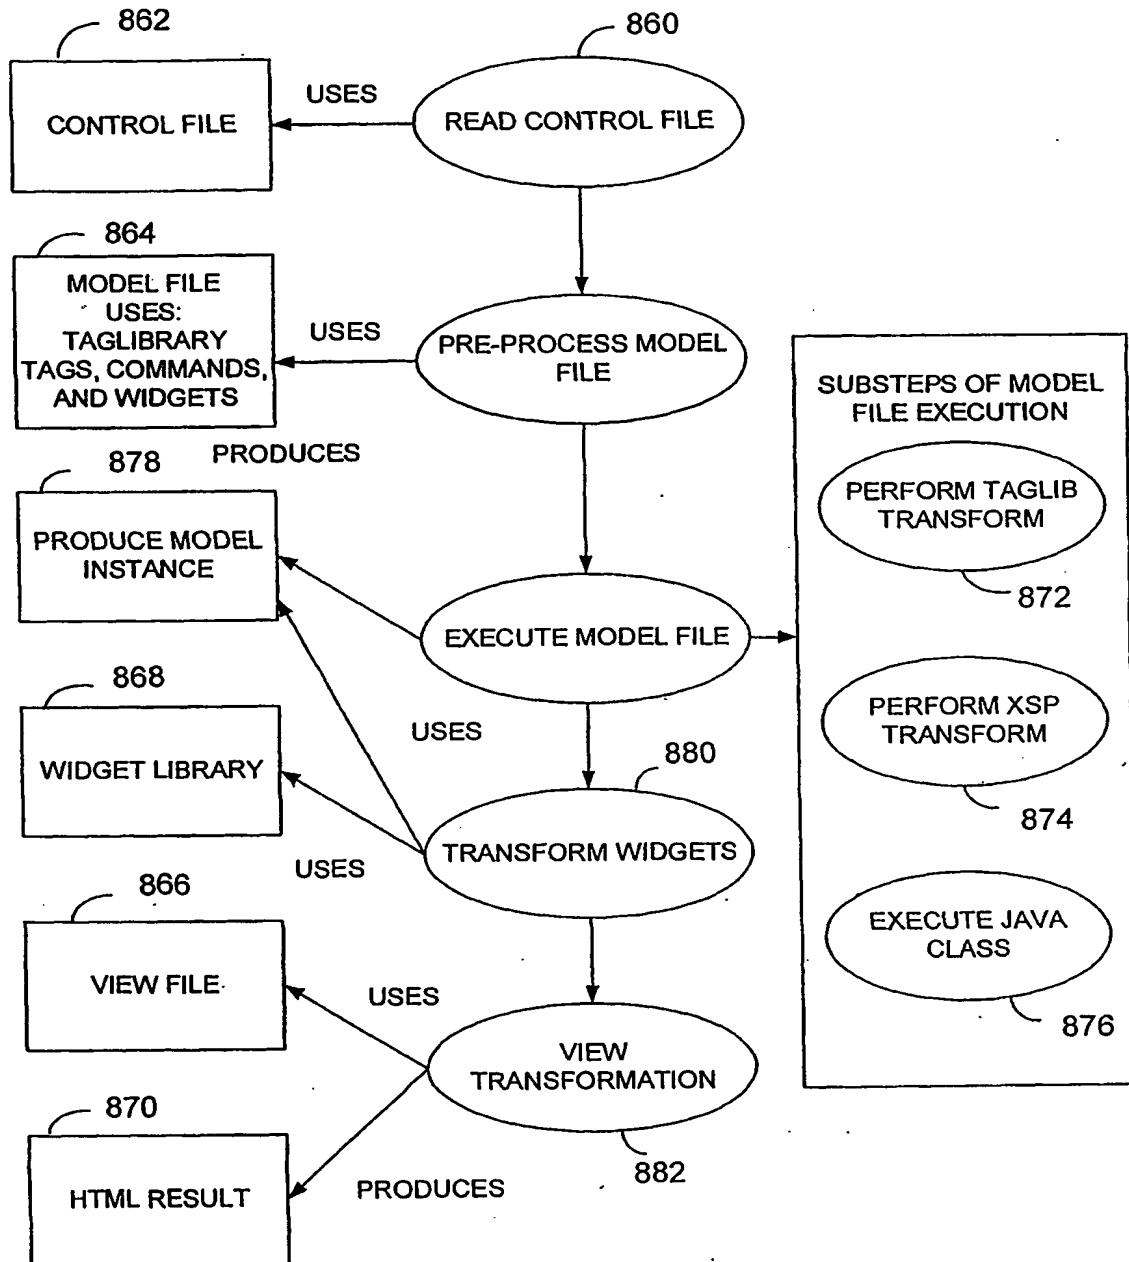 862
860
CONTROL FILE
USES
READ CONTROL FILE
864
MODEL FILE
USES:
TAGLIBRARY
TAGS, COMMANDS,
AND WIDGETS
USES
PRE-PROCESS MODEL
FILE
SUBSTEPS OF MODEL
FILE EXECUTION
PERFORM TAGLIB
TRANSFORM
872
PERFORM XSP
TRANSFORM
874
EXECUTE JAVA
CLASS
876
878
PRODUCES
PRODUCE MODEL
INSTANCE
EXECUTE MODEL FILE
868
USES
WIDGET LIBRARY
880
TRANSFORM WIDGETS
USES
866
VIEW FILE
USES
VIEW
TRANSFORMATION
882
870
HTML RESULT
PRODUCES